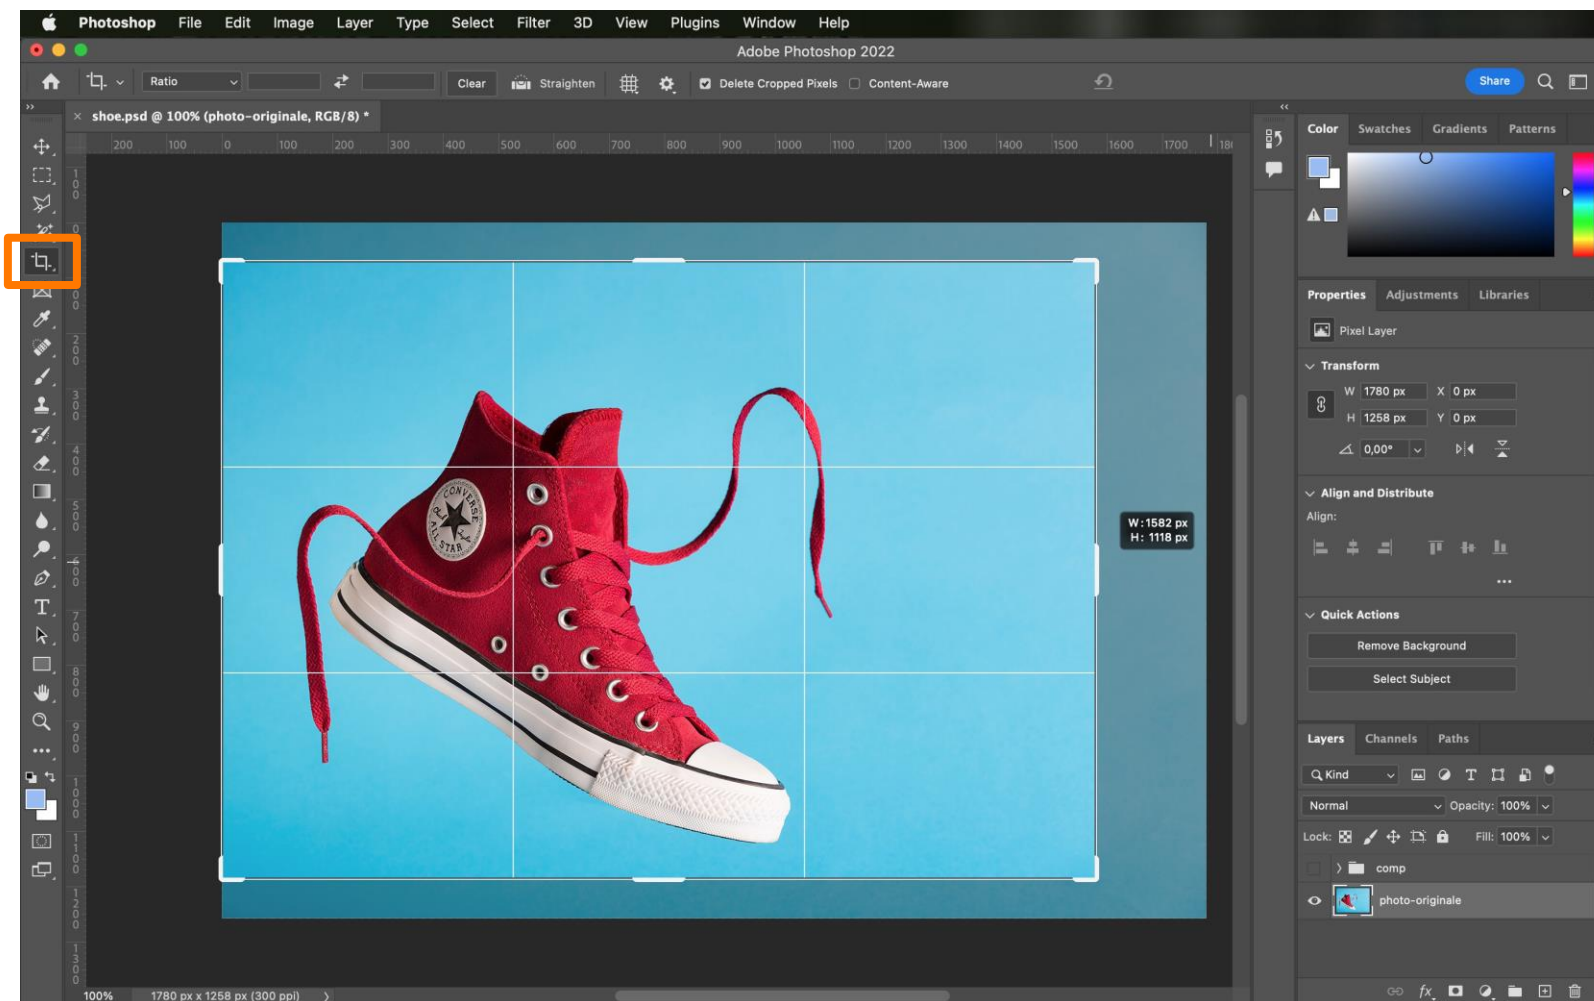 Photoshop File Edit Image Layer Type Select Filter 3D View Plugins Window Help
Adobe Photoshop 2022
Ratio Clear Straighten Delete Cropped Pixels Content-Aware Share
shoe.psd @ 100% (photo-originale, RGB/8) *
200 100 0 100 200 300 400 500 600 700 800 900 1000 1100 1200 1300 1400 1500 1600 1700
Color Swatches Gradients Patterns
Properties Adjustments Libraries
Pixel Layer
Transform
W 1780 px X 0 px
H 1258 px Y 0 px
0,00°
CONVERSE
ALL STAR
W: 1582 px
H: 1118 px
Align and Distribute
Align:
Quick Actions
Remove Background
Select Subject
Layers Channels Paths
Kind
Normal Opacity: 100%
Lock: Fill: 100%
comp
photo-originale
100% 1780 px x 1258 px (300 ppi)